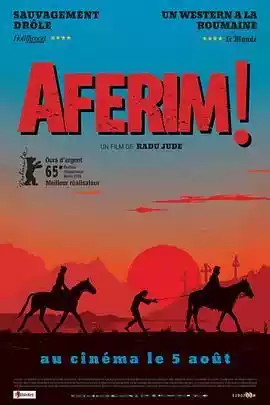 SAUVAGEMENT
DRÔLE
UN WESTERN A LA
ROUMAINE
Le Monde
AFERIM!
UN FILM DE RADU JUDE
Ours d'argent
65e
Meilleur réalisateur
au cinéma le 5 août